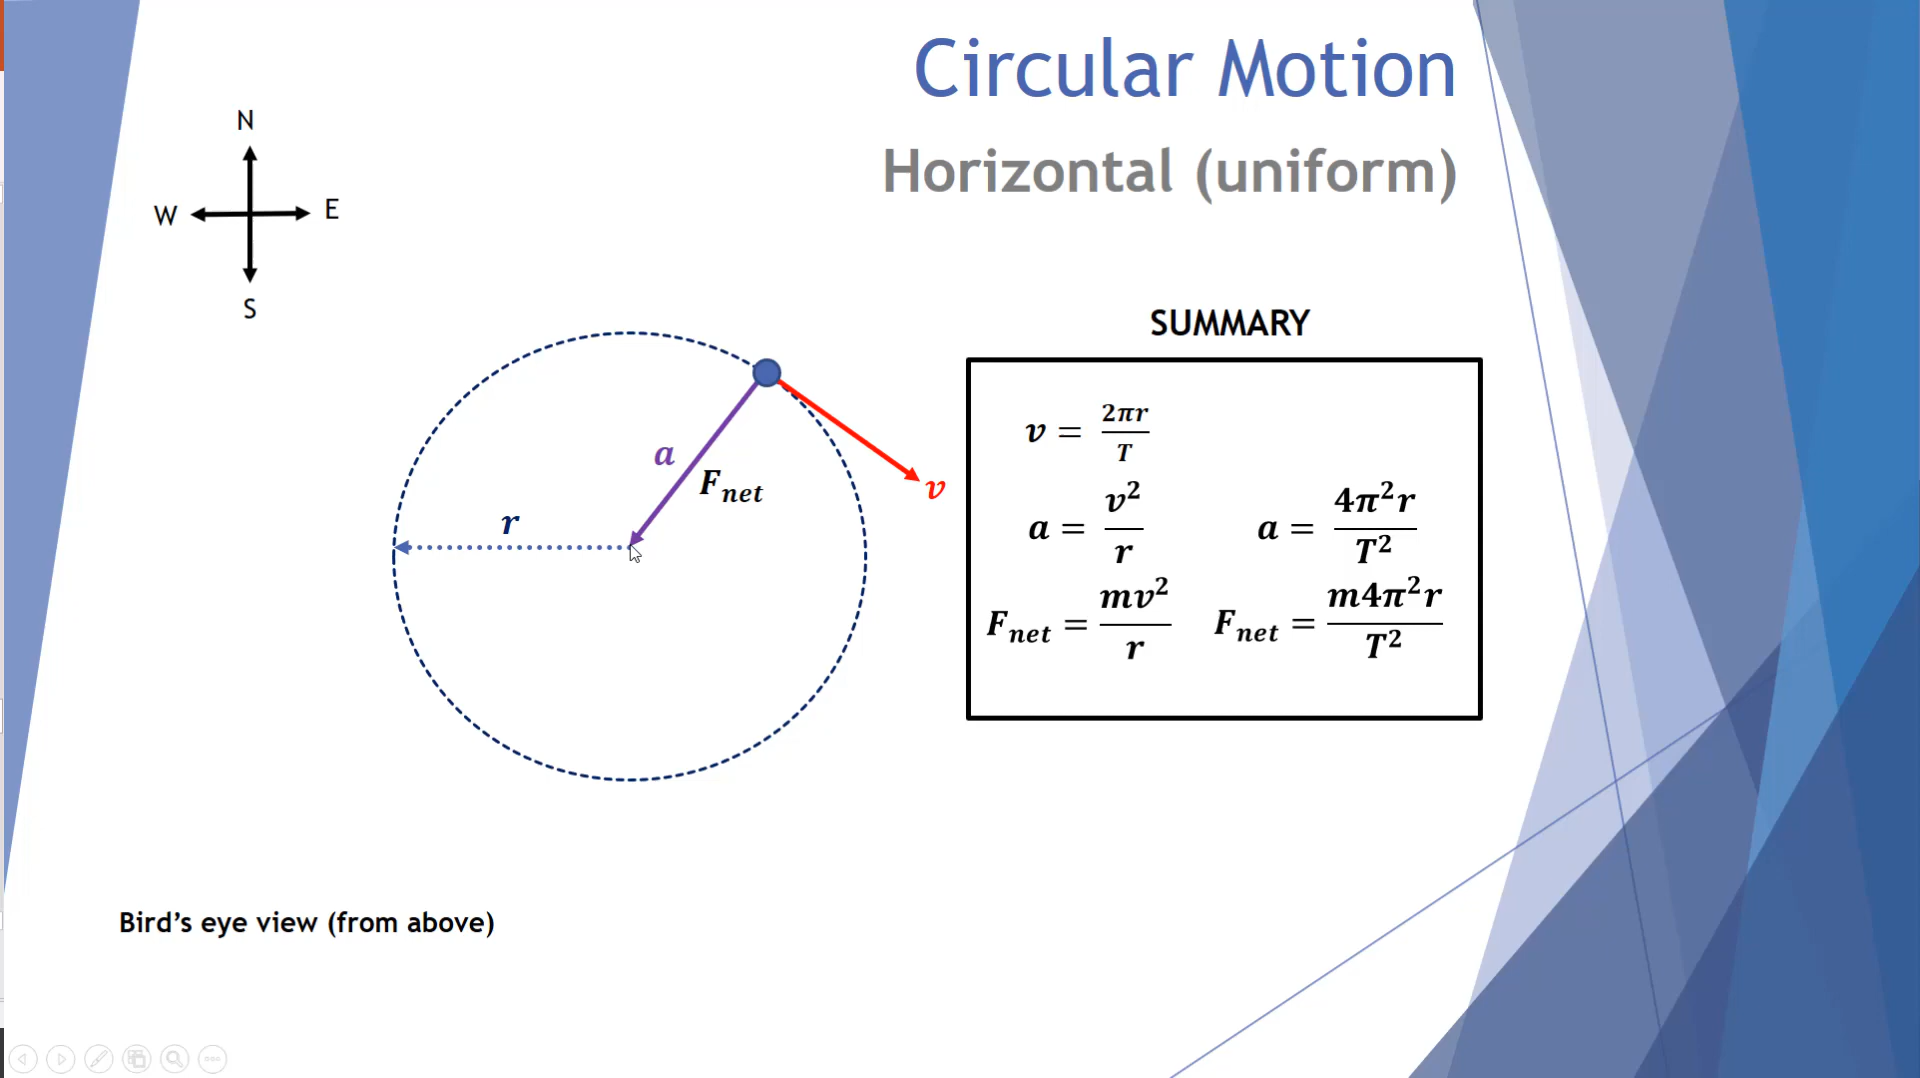 Circular Motion
Horizontal (uniform)
N
W E
S
SUMMARY
v = 2πr/T
a = v²/r a = 4π²r/T²
F_net = mv²/r F_net = m4π²r/T²
a
F_net
v
r
Bird’s eye view (from above)